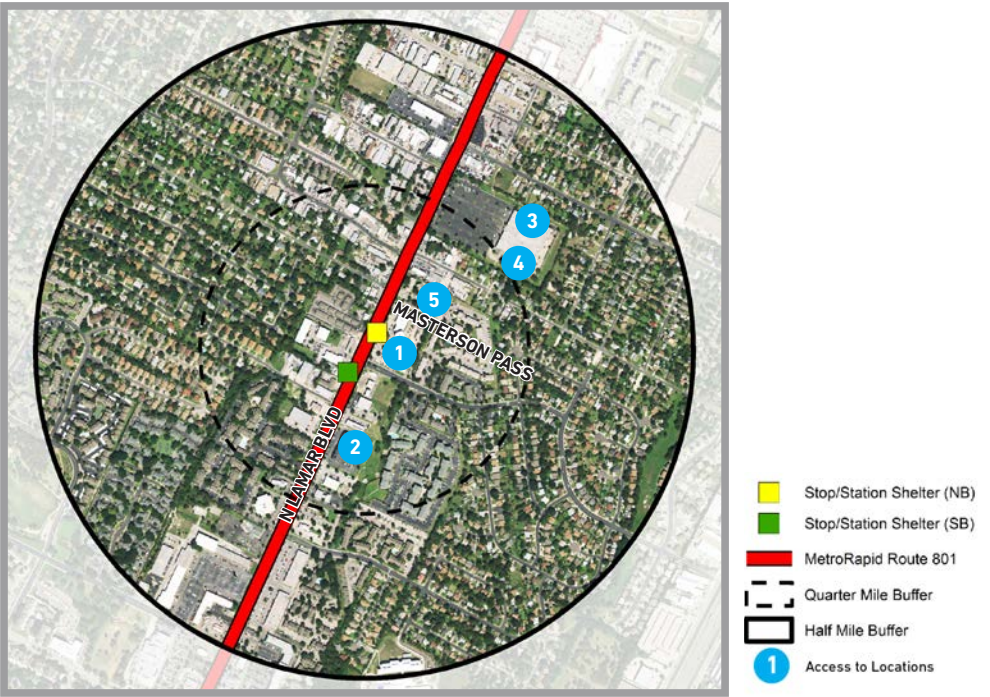 3
4
5
MASTERSON PASS
1
2
N LAMAR BLVD
Stop/Station Shelter (NB)
Stop/Station Shelter (SB)
MetroRapid Route 801
Quarter Mile Buffer
Half Mile Buffer
1 Access to Locations